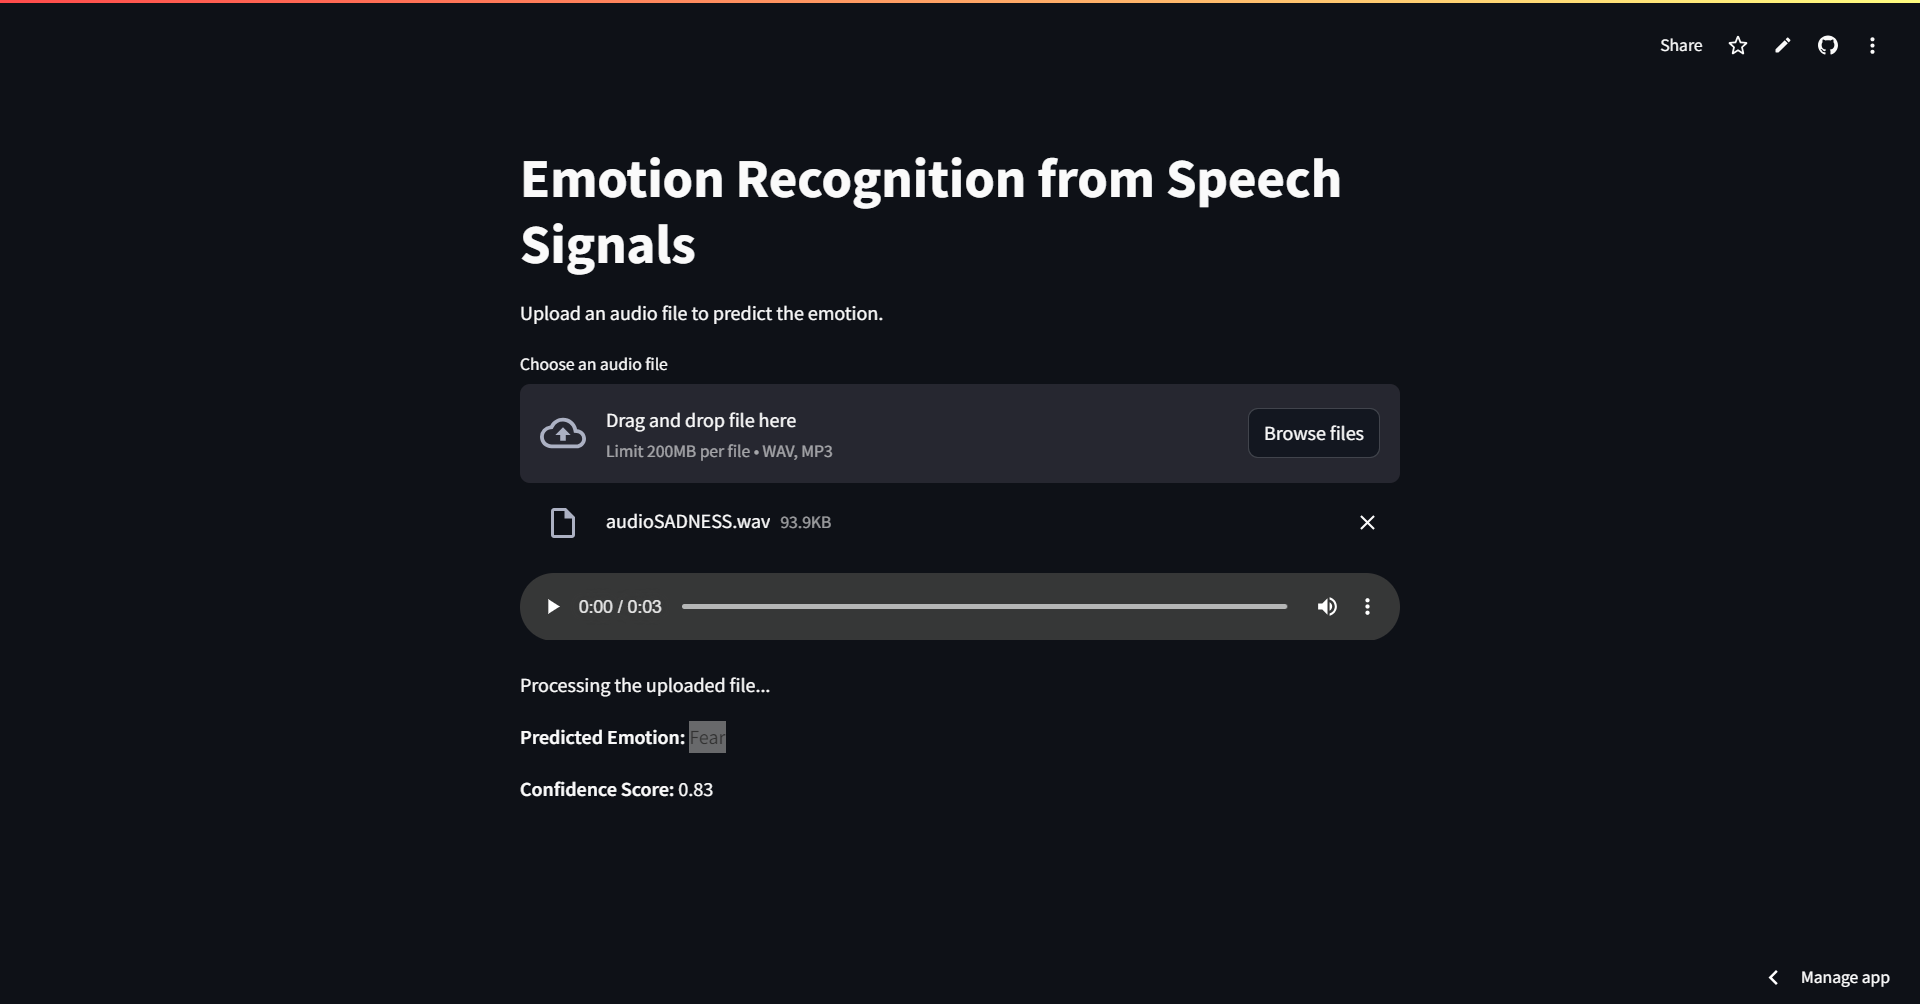 Share
Emotion Recognition from Speech
Signals
Upload an audio file to predict the emotion.
Choose an audio file
Drag and drop file here
Limit 200MB per file • WAV, MP3
Browse files
audioSADNESS.wav 93.9KB
0:00 / 0:03
Processing the uploaded file...
Predicted Emotion: Fear
Confidence Score: 0.83
Manage app